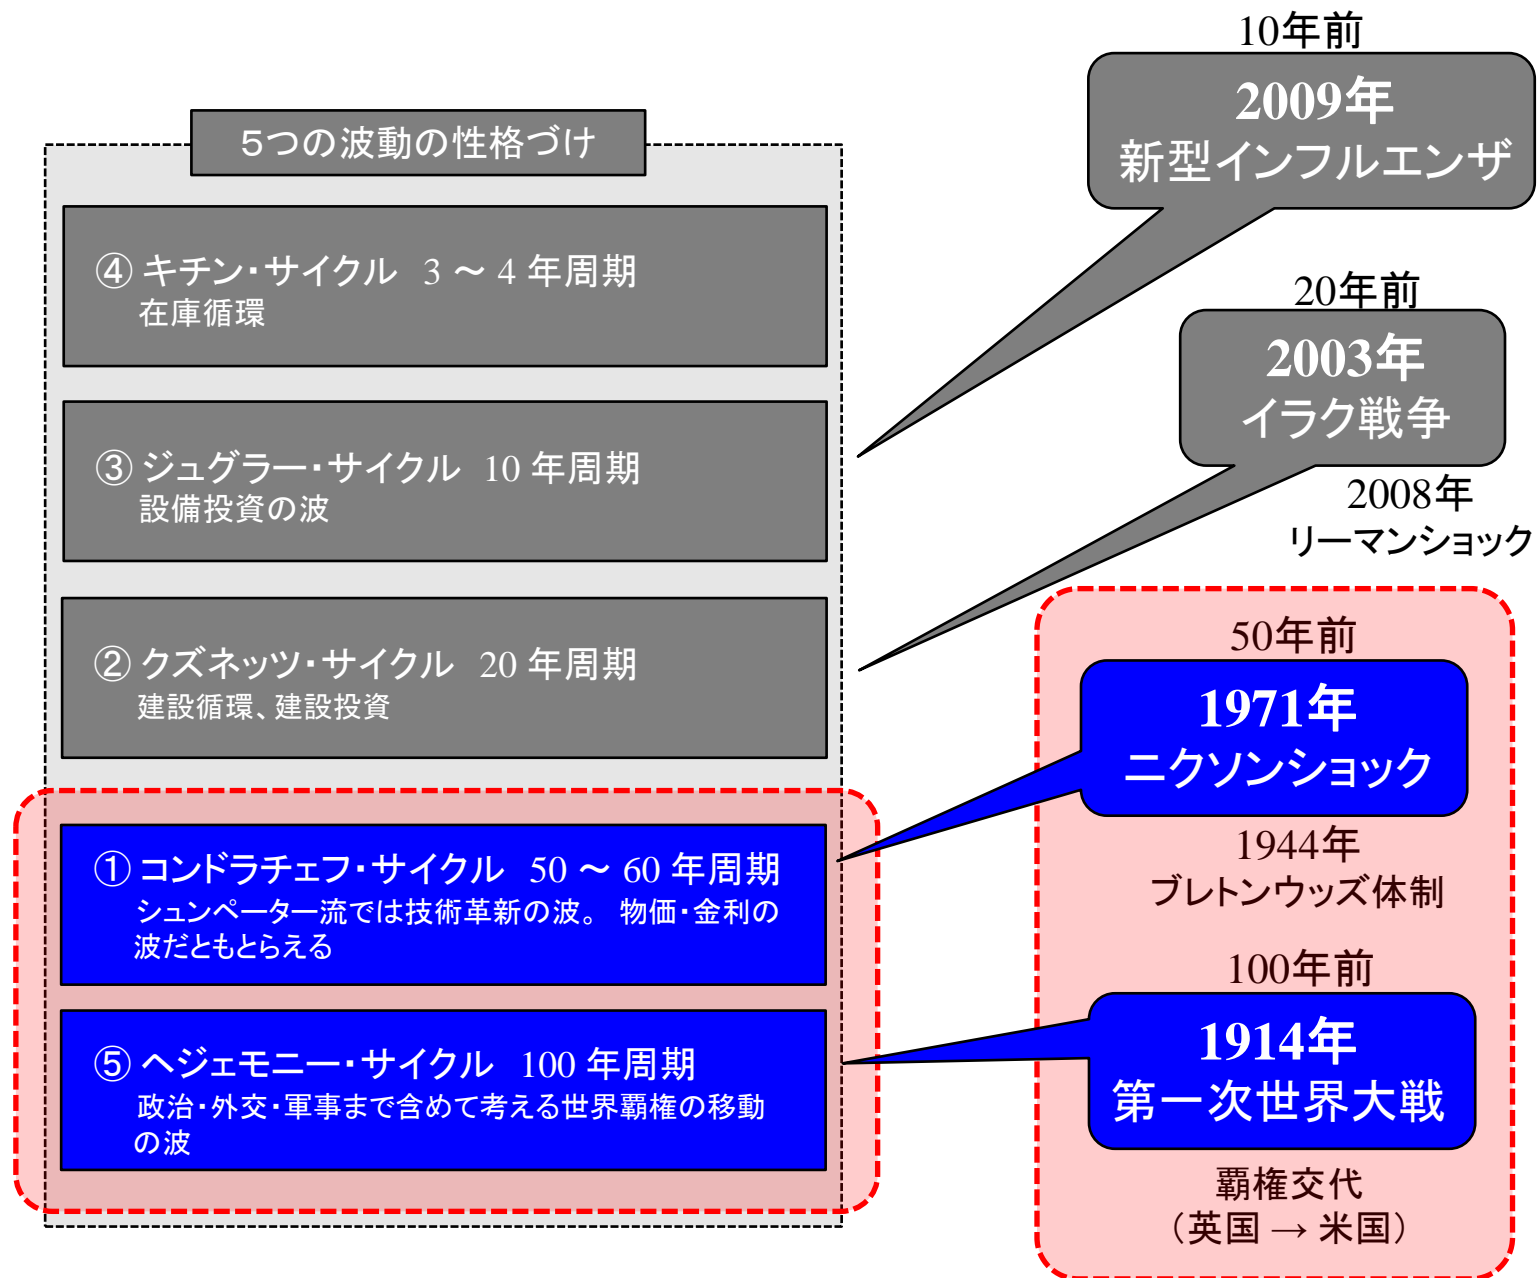 5つの波動の性格づけ
④ キチン・サイクル 3 ～ 4 年周期
在庫循環
③ ジュグラー・サイクル 10 年周期
設備投資の波
② クズネッツ・サイクル 20 年周期
建設循環、建設投資
① コンドラチェフ・サイクル 50 ～ 60 年周期
シュンペーター流では技術革新の波。 物価・金利の
波だともとらえる
⑤ ヘジェモニー・サイクル 100 年周期
政治・外交・軍事まで含めて考える世界覇権の移動
の波
10年前
2009年
新型インフルエンザ
20年前
2003年
イラク戦争
2008年
リーマンショック
50年前
1971年
ニクソンショック
1944年
ブレトンウッズ体制
100年前
1914年
第一次世界大戦
覇権交代
（英国 → 米国）